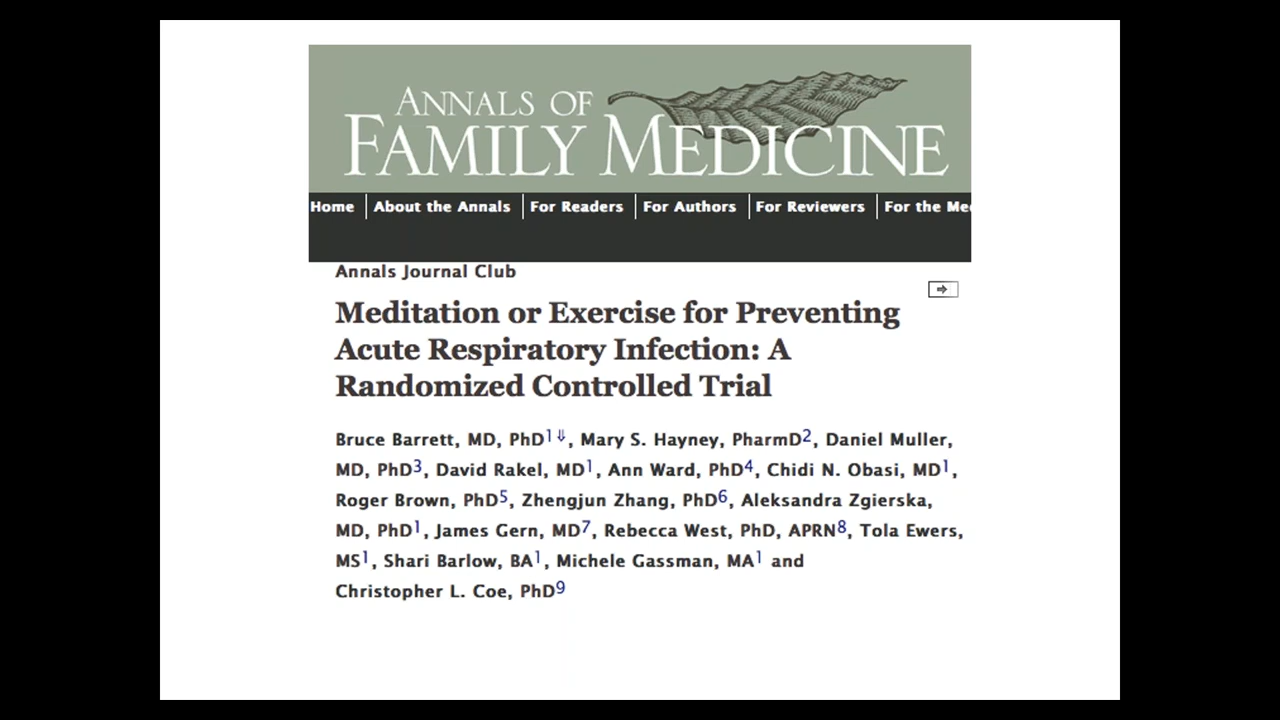 ANNALS OF
FAMILY MEDICINE
Home About the Annals For Readers For Authors For Reviewers For the
Annals Journal Club
Meditation or Exercise for Preventing
Acute Respiratory Infection: A
Randomized Controlled Trial
Bruce Barrett, MD, PhD1⇓, Mary S. Hayney, PharmD2, Daniel Muller,
MD, PhD3, David Rakel, MD1, Ann Ward, PhD4, Chidi N. Obasi, MD1,
Roger Brown, PhD5, Zhengjun Zhang, PhD6, Aleksandra Zgierska,
MD, PhD1, James Gern, MD7, Rebecca West, PhD, APRN8, Tola Ewers,
MS1, Shari Barlow, BA1, Michele Gassman, MA1 and
Christopher L. Coe, PhD9